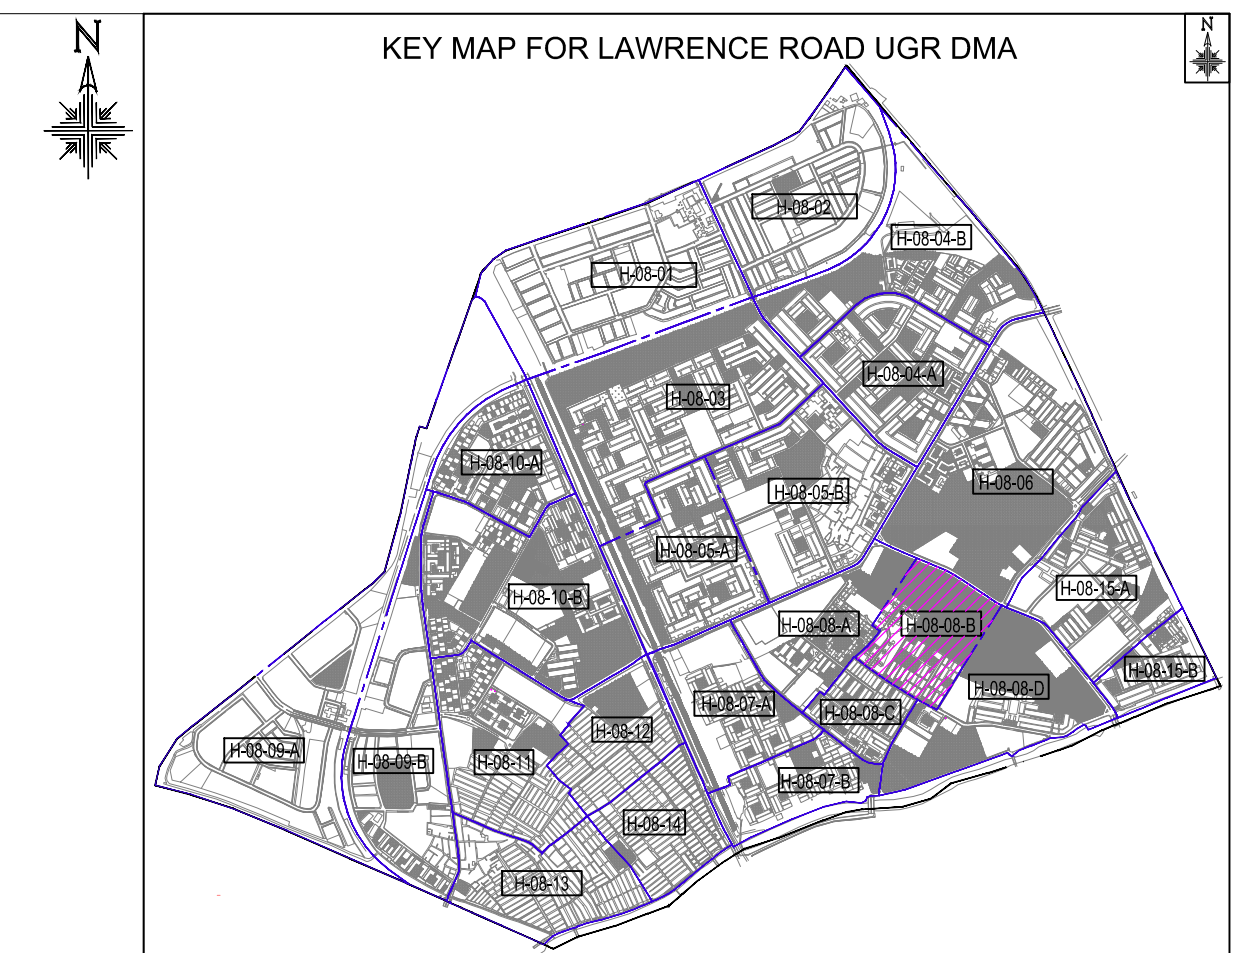 N
N
KEY MAP FOR LAWRENCE ROAD UGR DMA
H-08-02
H-08-04-B
H-08-01
H-08-04-A
H-08-03
H-08-10-A
H-08-05-B
H-08-06
H-08-05-A
H-08-10-B
H-08-15-A
H-08-08-A
H-08-08-B
H-08-15-B
H-08-08-D
H-08-07-A
H-08-08-C
H-08-12
H-08-09-A
H-08-09-B
H-08-11
H-08-07-B
H-08-14
H-08-13